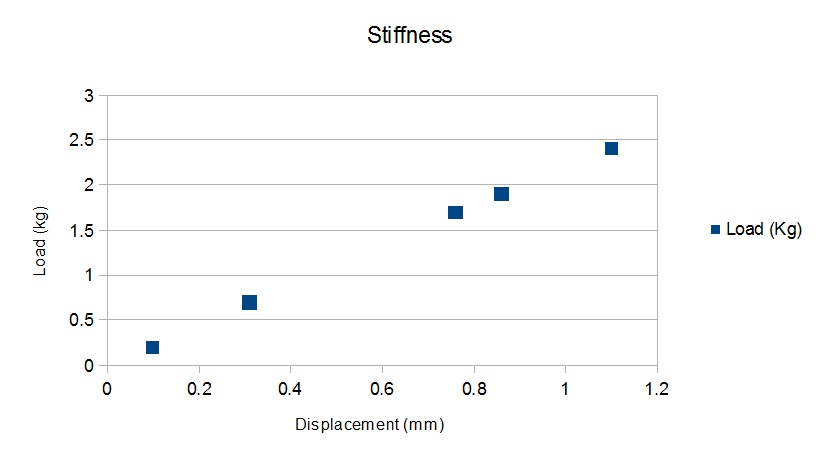 Stiffness
3
2.5
2
1.5
1
0.5
0
Load (kg)
0 0.2 0.4 0.6 0.8 1 1.2
Displacement (mm)
Load (Kg)